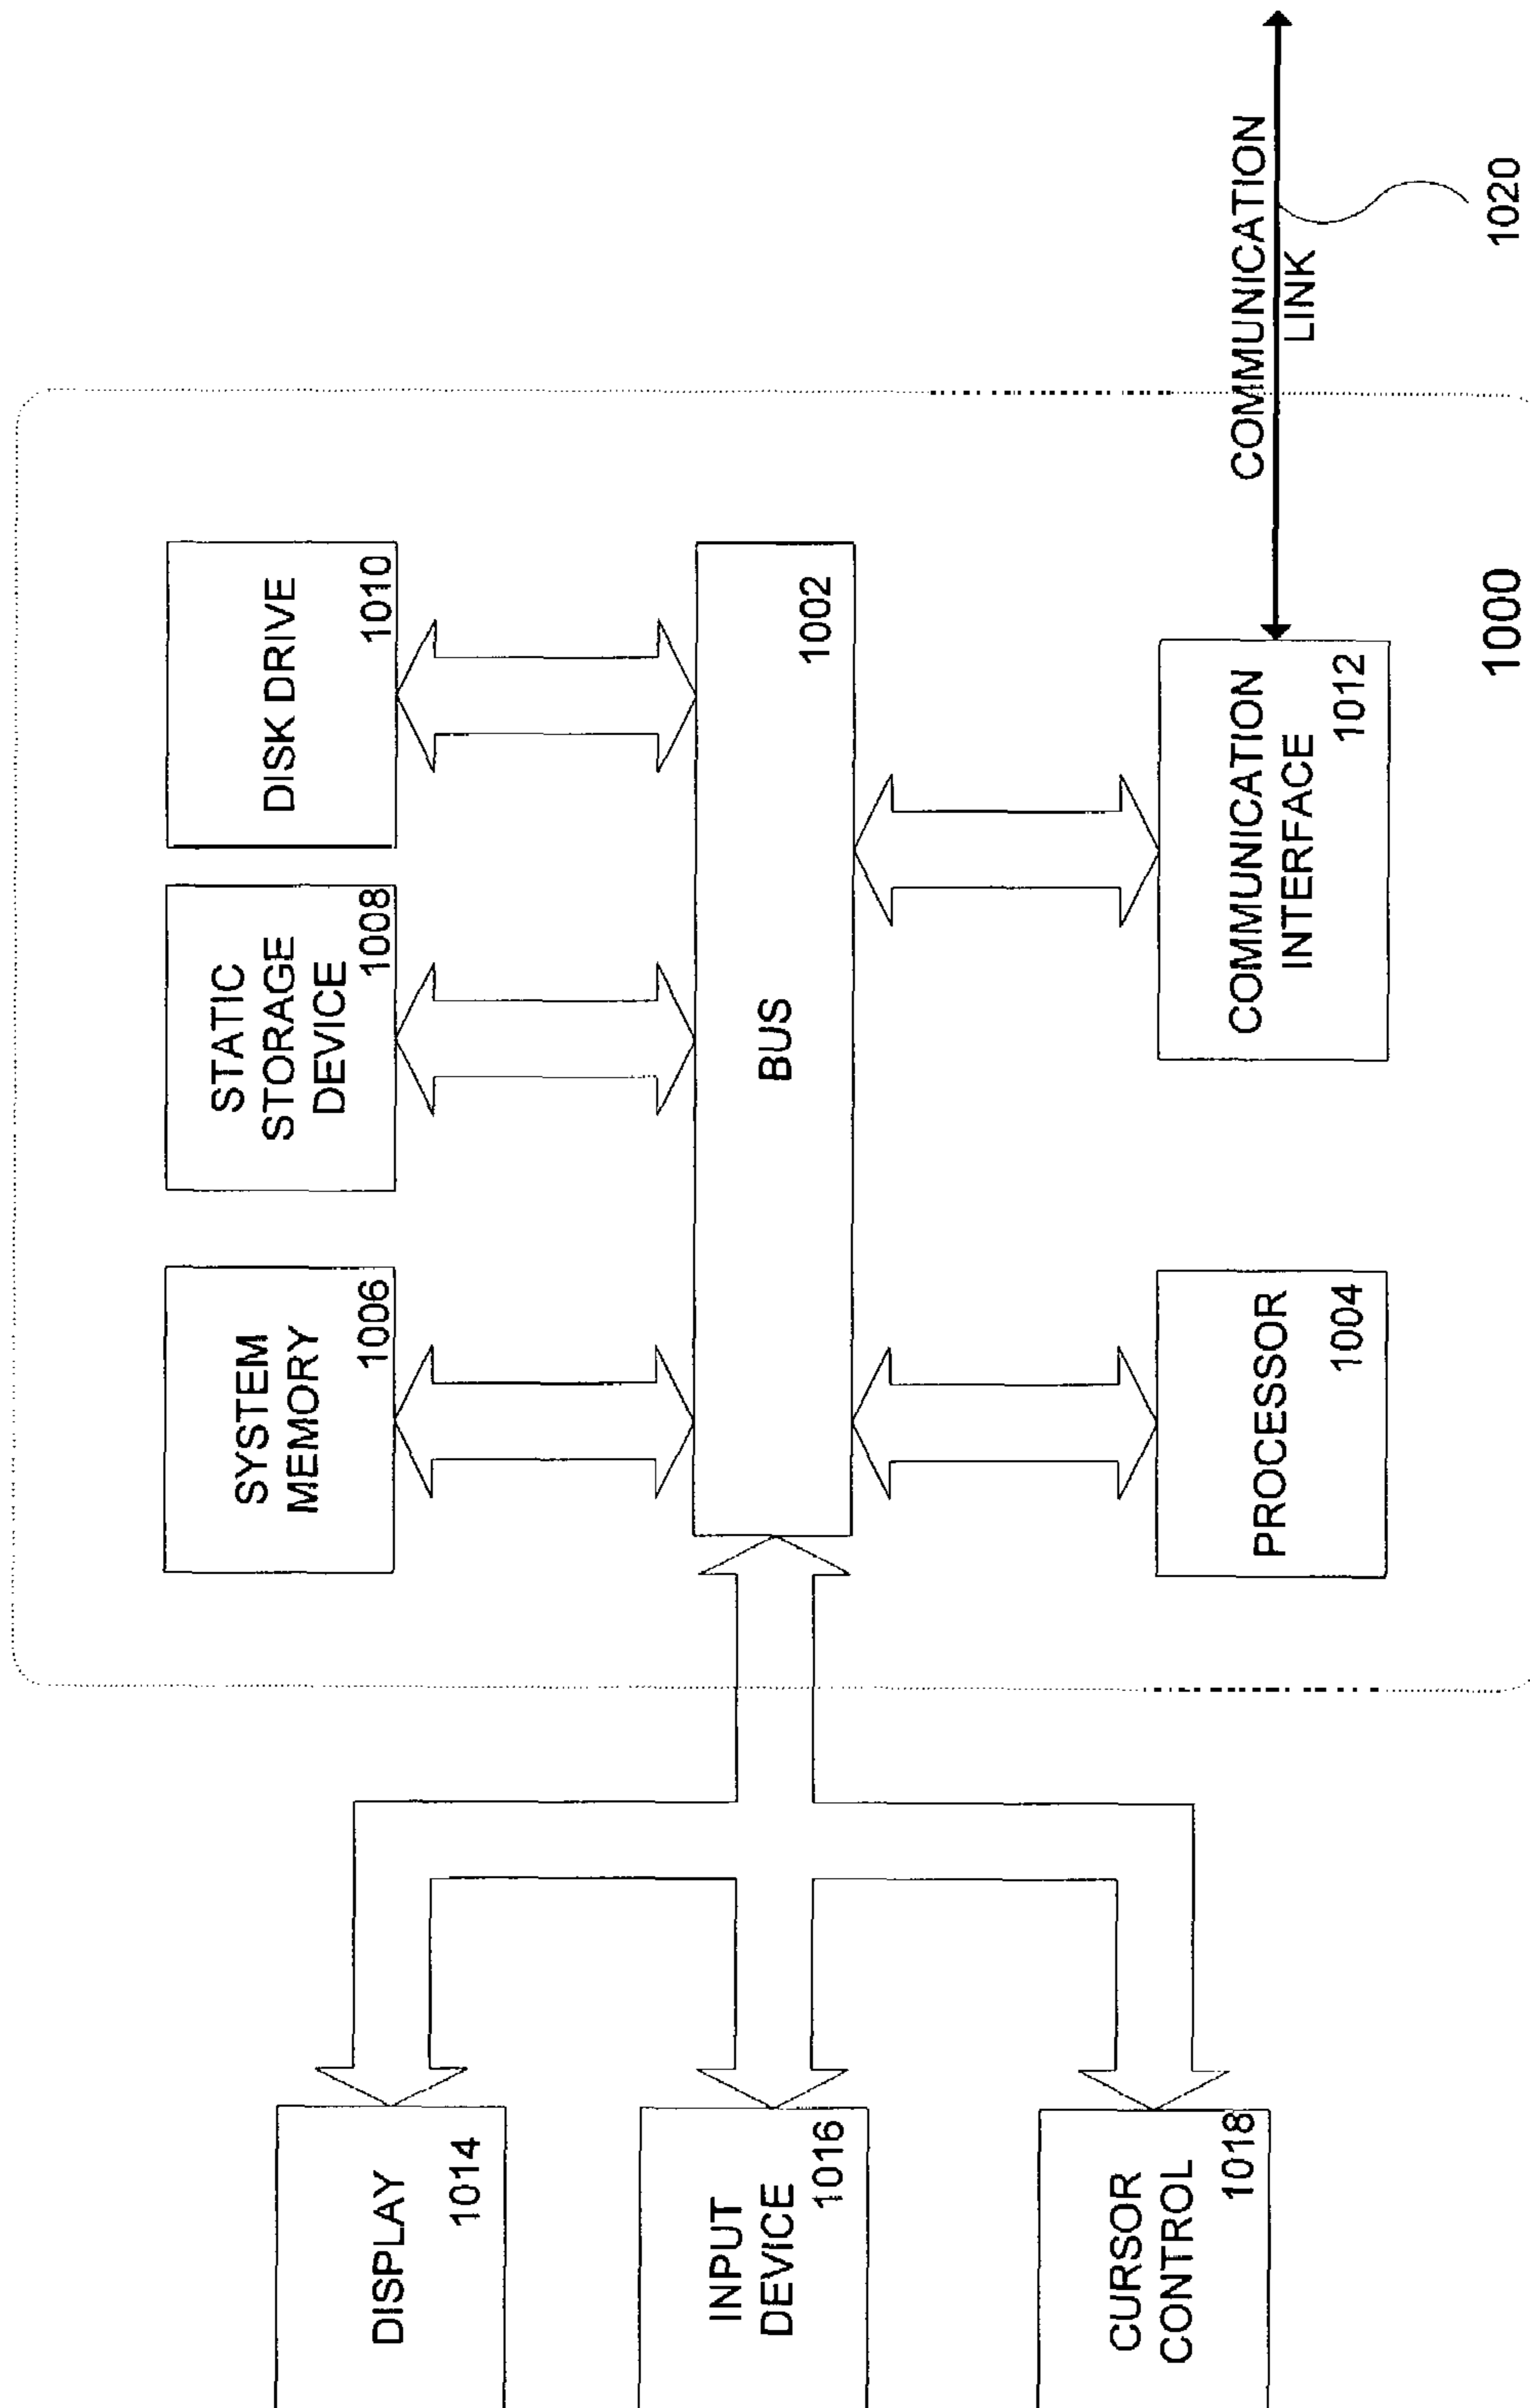 DISPLAY
1014
INPUT
DEVICE
1016
CURSOR
CONTROL
1018
SYSTEM
MEMORY
1006
STATIC
STORAGE
DEVICE
1008
DISK DRIVE
1010
BUS
1002
PROCESSOR
1004
COMMUNICATION
INTERFACE
1012
COMMUNICATION
LINK
1020
1000